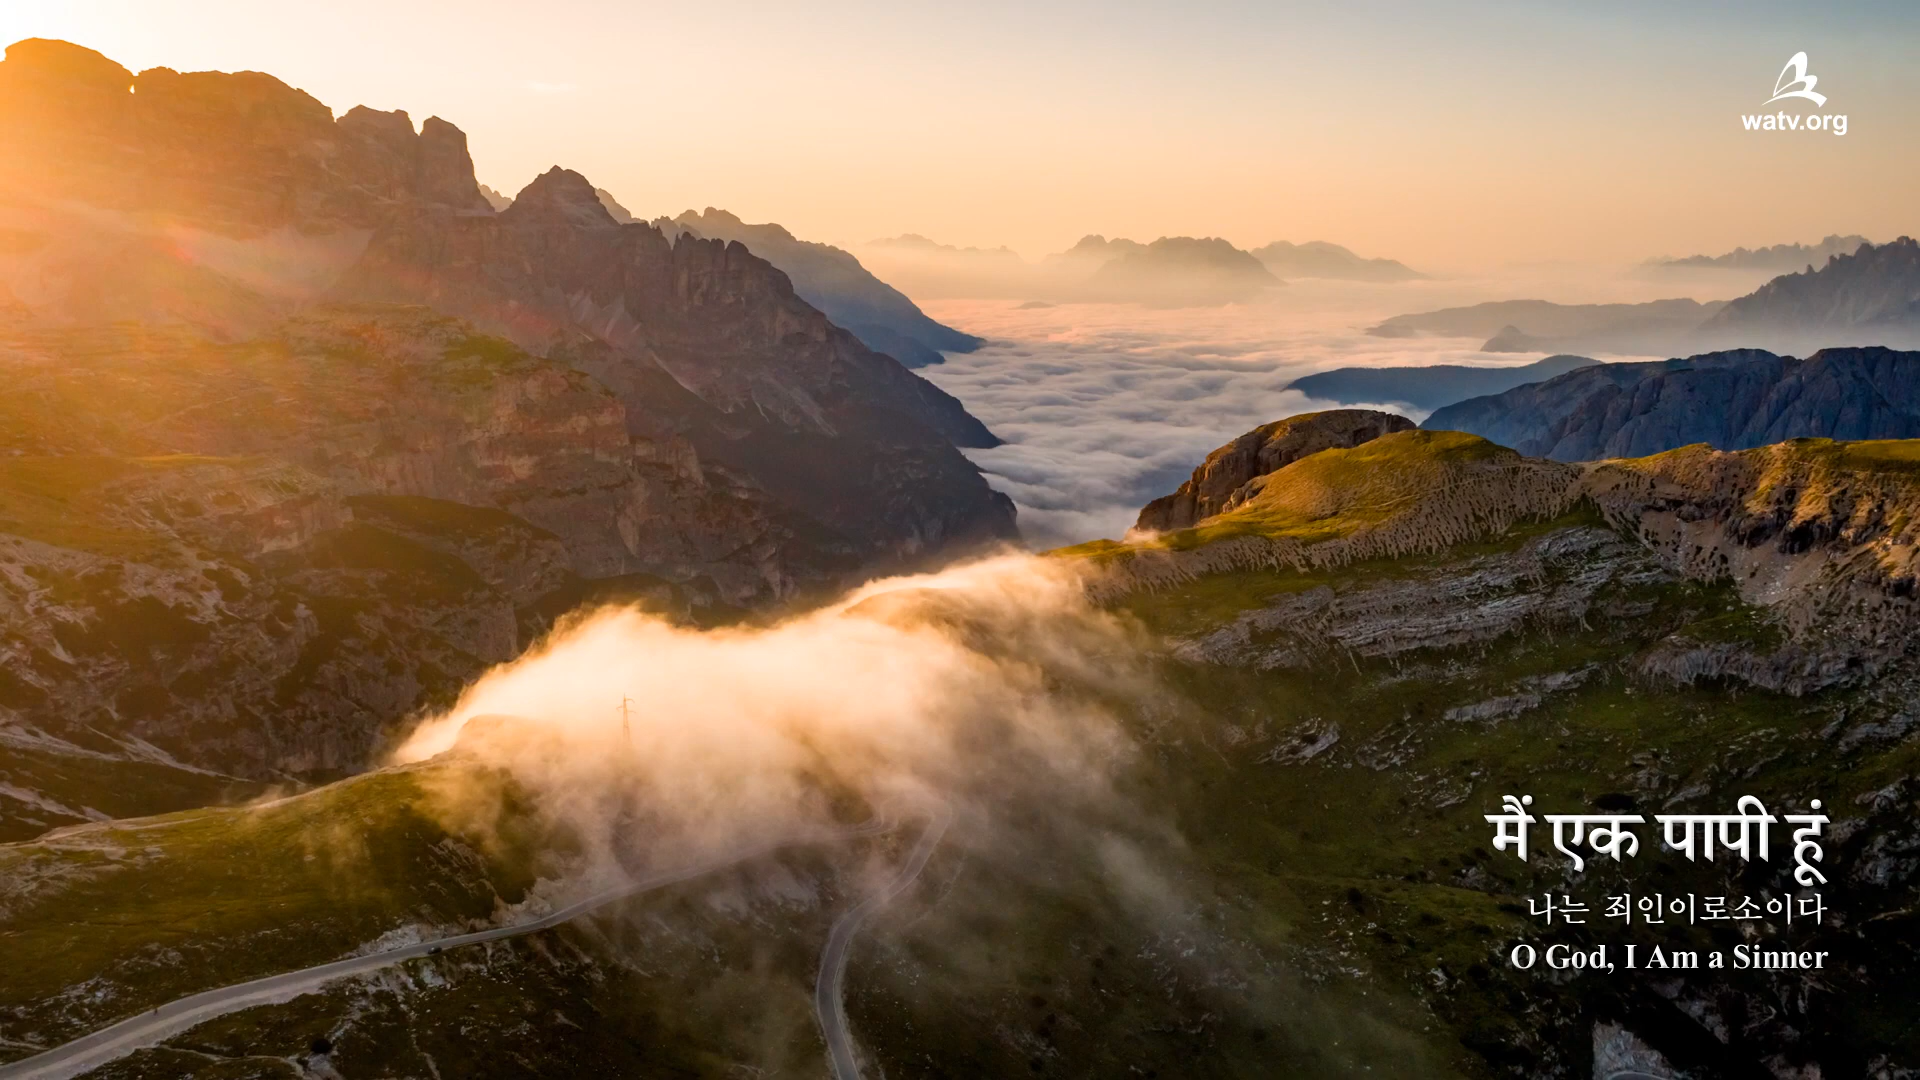 watv.org
मैं एक पापी हूं
나는 죄인이로소이다
O God, I Am a Sinner